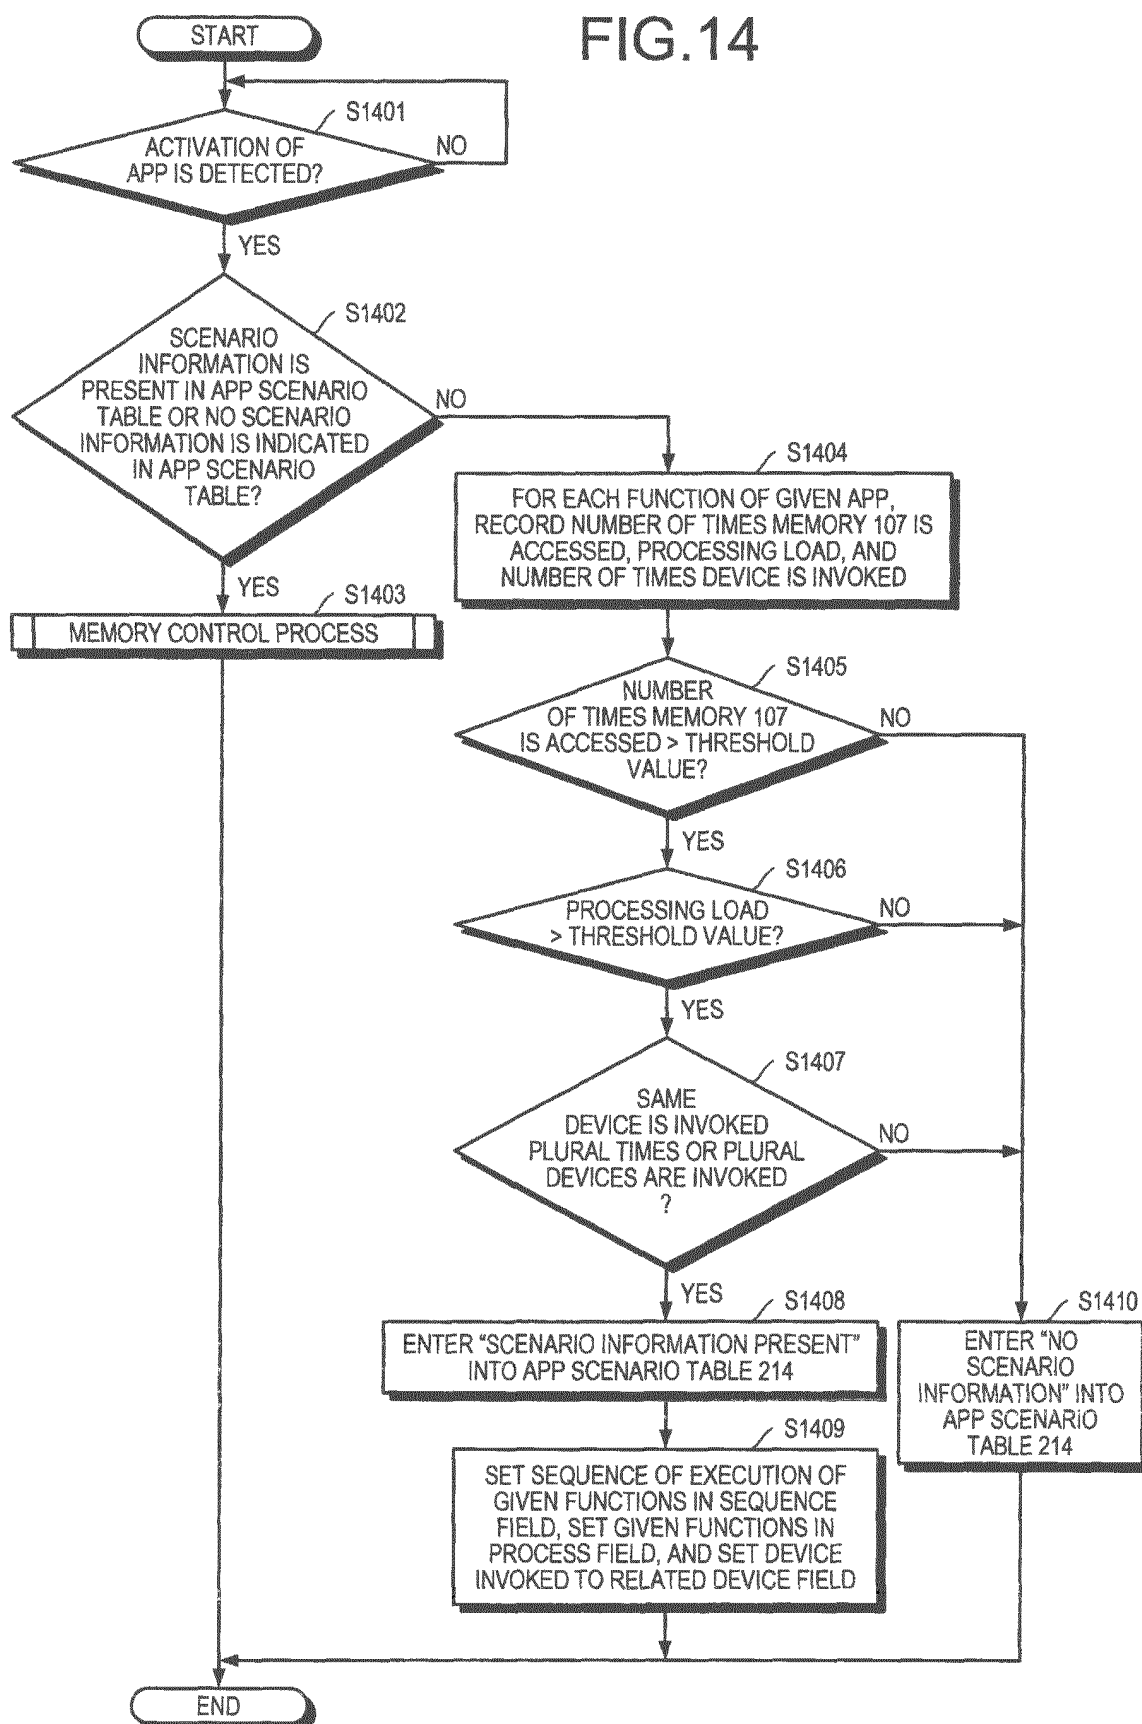 FIG.14
START
S1401
ACTIVATION OF
APP IS DETECTED?
NO
YES
S1402
SCENARIO
INFORMATION IS
PRESENT IN APP SCENARIO
TABLE OR NO SCENARIO
INFORMATION IS INDICATED
IN APP SCENARIO
TABLE?
NO
YES
S1403
MEMORY CONTROL PROCESS
S1404
FOR EACH FUNCTION OF GIVEN APP,
RECORD NUMBER OF TIMES MEMORY 107 IS
ACCESSED, PROCESSING LOAD, AND
NUMBER OF TIMES DEVICE IS INVOKED
S1405
NUMBER
OF TIMES MEMORY 107
IS ACCESSED > THRESHOLD
VALUE?
NO
YES
S1406
PROCESSING LOAD
> THRESHOLD VALUE?
NO
YES
S1407
SAME
DEVICE IS INVOKED
PLURAL TIMES OR PLURAL
DEVICES ARE INVOKED
?
NO
YES
S1408
ENTER “SCENARIO INFORMATION PRESENT”
INTO APP SCENARIO TABLE 214
S1409
SET SEQUENCE OF EXECUTION OF
GIVEN FUNCTIONS IN SEQUENCE
FIELD, SET GIVEN FUNCTIONS IN
PROCESS FIELD, AND SET DEVICE
INVOKED TO RELATED DEVICE FIELD
S1410
ENTER “NO
SCENARIO
INFORMATION” INTO
APP SCENARIO
TABLE 214
END